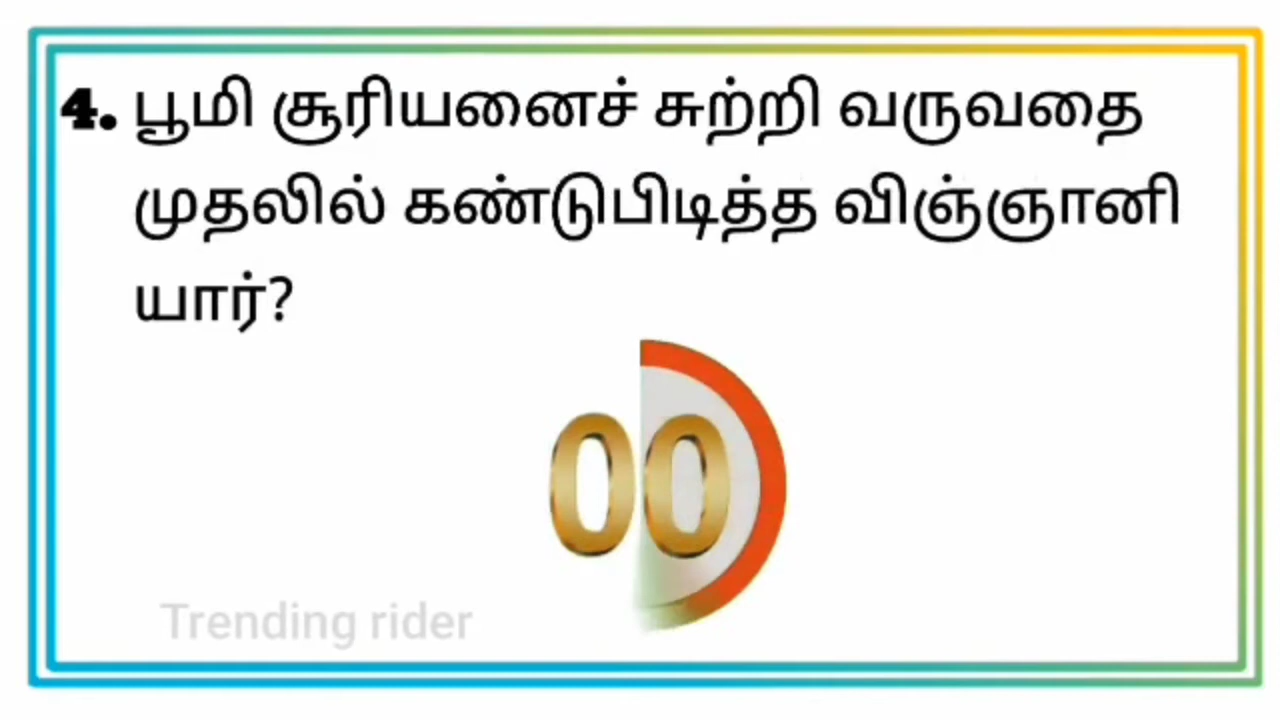 4. பூமி சூரியனைச் சுற்றி வருவதை
முதலில் கண்டுபிடித்த விஞ்ஞானி
யார்?
00
Trending rider